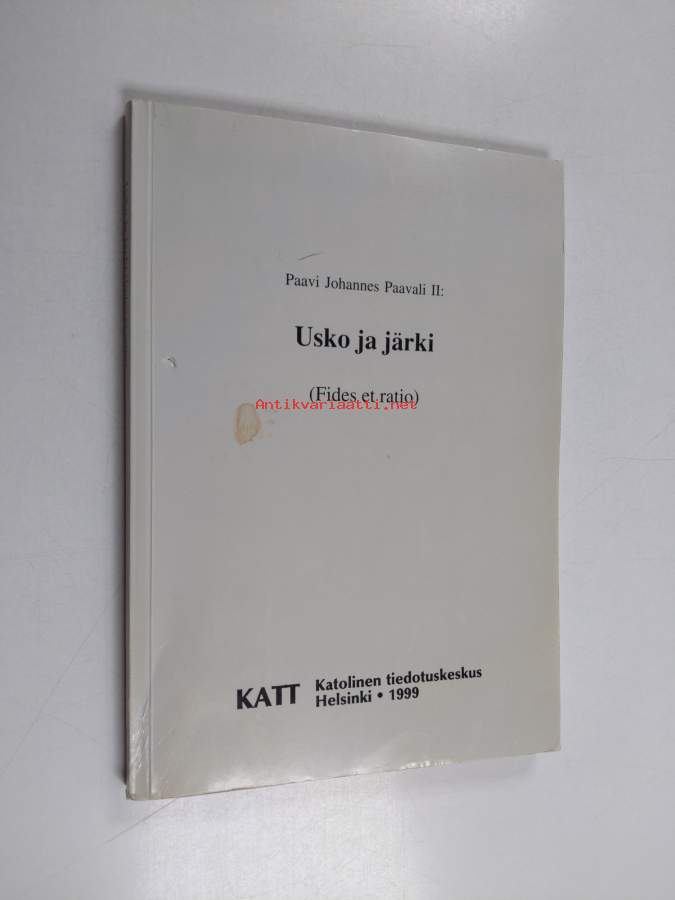 Paavi Johannes Paavali II:
Usko ja järki
(Fides et ratio)
Antikvariaatti.net
KATT
Katolinen tiedotuskeskus
Helsinki • 1999